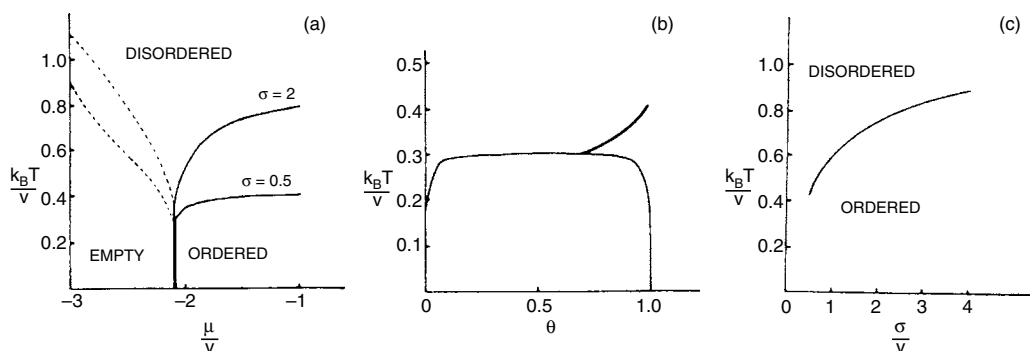 (a)
DISORDERED
1.0
0.8
0.6
0.4
0.2
k_BT
v
σ = 2
σ = 0.5
EMPTY
ORDERED
−3
−2
−1
μ
v
(b)
0.5
0.4
0.3
0.2
0.1
k_BT
v
0
0.5
1.0
θ
(c)
DISORDERED
1.0
0.8
0.6
0.4
0.2
k_BT
v
ORDERED
0
1
2
3
4
σ
v